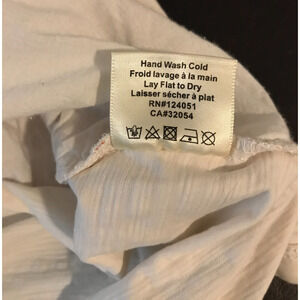 Hand Wash Cold
Froid lavage à la main
Lay Flat to Dry
Laisser sécher à plat
RN#124051
CA#32054